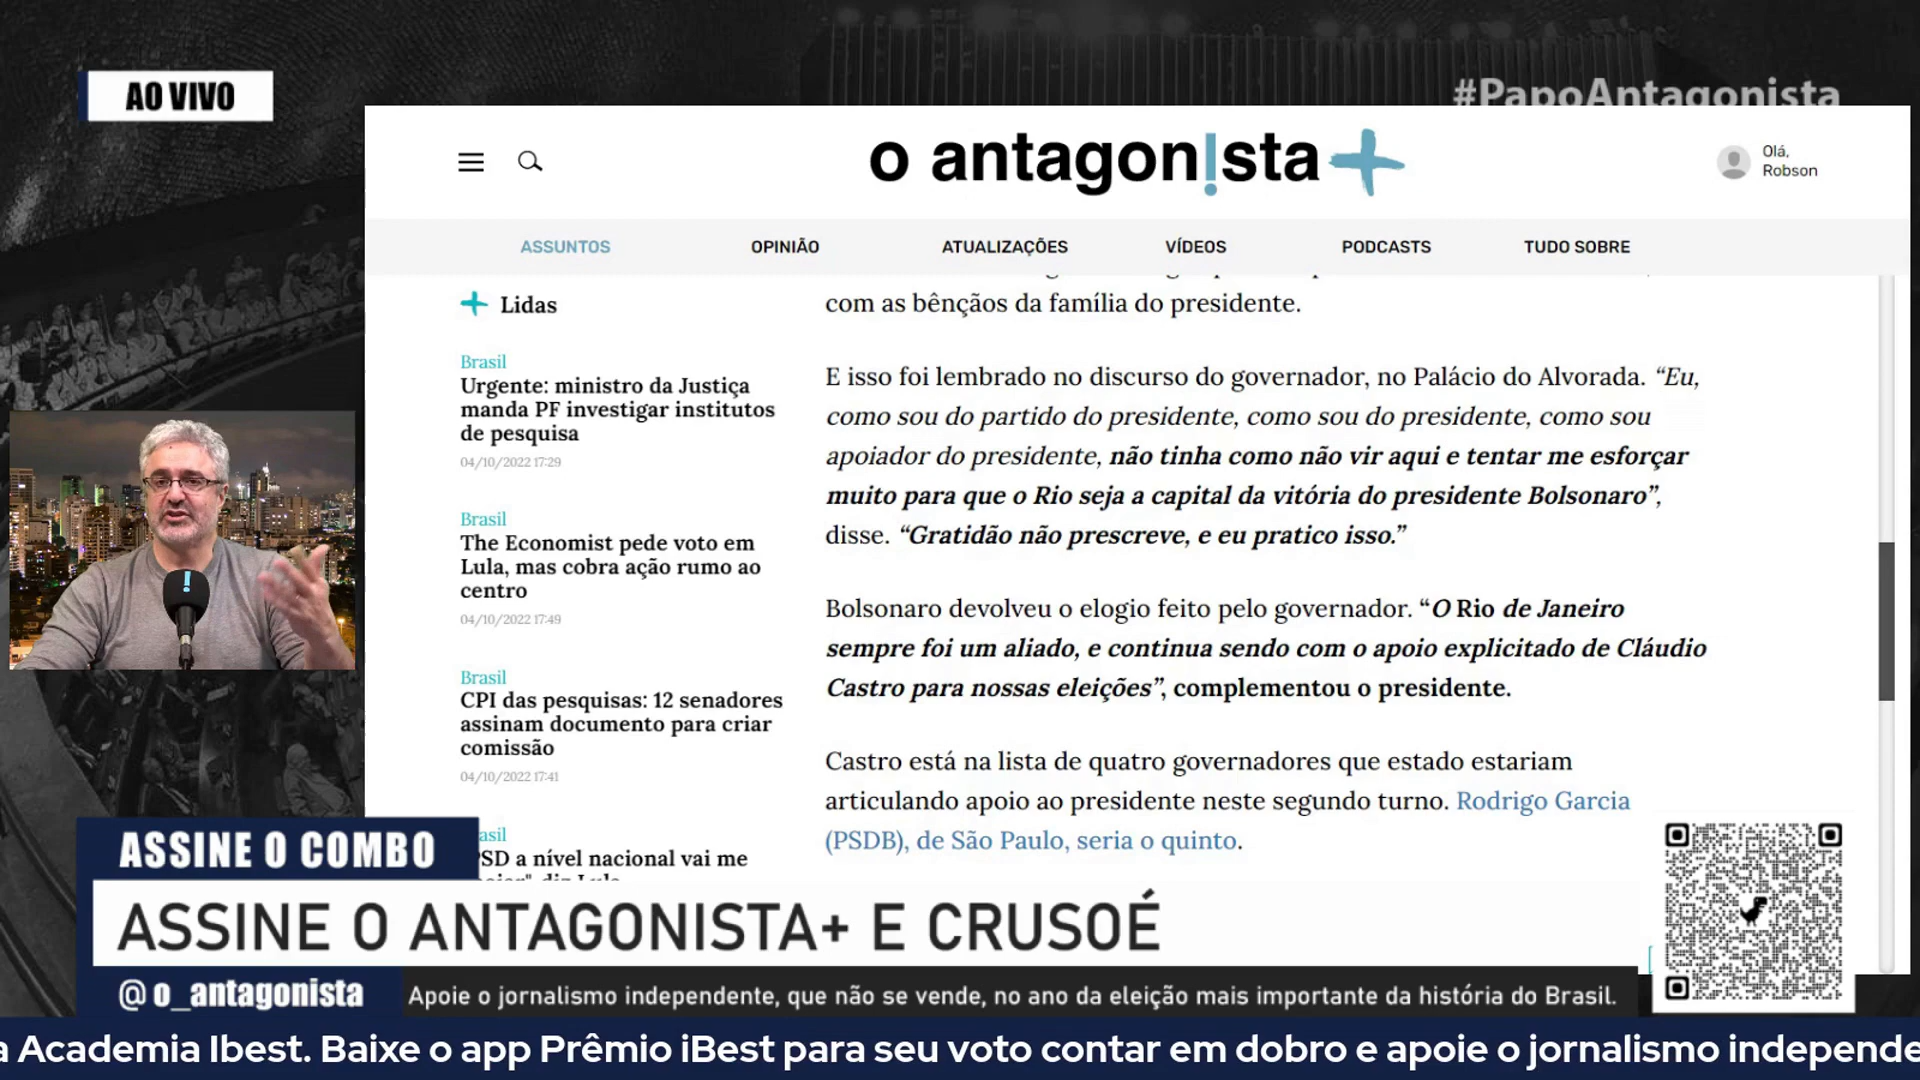 AO VIVO
#PapoAntagonista
o antagon!sta+
Olá,
Robson
ASSUNTOS
OPINIÃO
ATUALIZAÇÕES
VÍDEOS
PODCASTS
TUDO SOBRE
+ Lidas
Brasil
Urgente: ministro da Justiça
manda PF investigar institutos
de pesquisa
04/10/2022 17:29
Brasil
The Economist pede voto em
Lula, mas cobra ação rumo ao
centro
04/10/2022 17:49
Brasil
CPI das pesquisas: 12 senadores
assinam documento para criar
comissão
04/10/2022 17:41
asil
PSD a nível nacional vai me
com as bênçãos da família do presidente.
E isso foi lembrado no discurso do governador, no Palácio do Alvorada. “Eu,
como sou do partido do presidente, como sou do presidente, como sou
apoiador do presidente, não tinha como não vir aqui e tentar me esforçar
muito para que o Rio seja a capital da vitória do presidente Bolsonaro”,
disse. “Gratidão não prescreve, e eu pratico isso.”
Bolsonaro devolveu o elogio feito pelo governador. “O Rio de Janeiro
sempre foi um aliado, e continua sendo com o apoio explicitado de Cláudio
Castro para nossas eleições”, complementou o presidente.
Castro está na lista de quatro governadores que estado estariam
articulando apoio ao presidente neste segundo turno. Rodrigo Garcia
(PSDB), de São Paulo, seria o quinto.
ASSINE O COMBO
ASSINE O ANTAGONISTA+ E CRUSOÉ
@o_antagonista
Apoie o jornalismo independente, que não se vende, no ano da eleição mais importante da história do Brasil.
a Academia Ibest. Baixe o app Prêmio iBest para seu voto contar em dobro e apoie o jornalismo independe